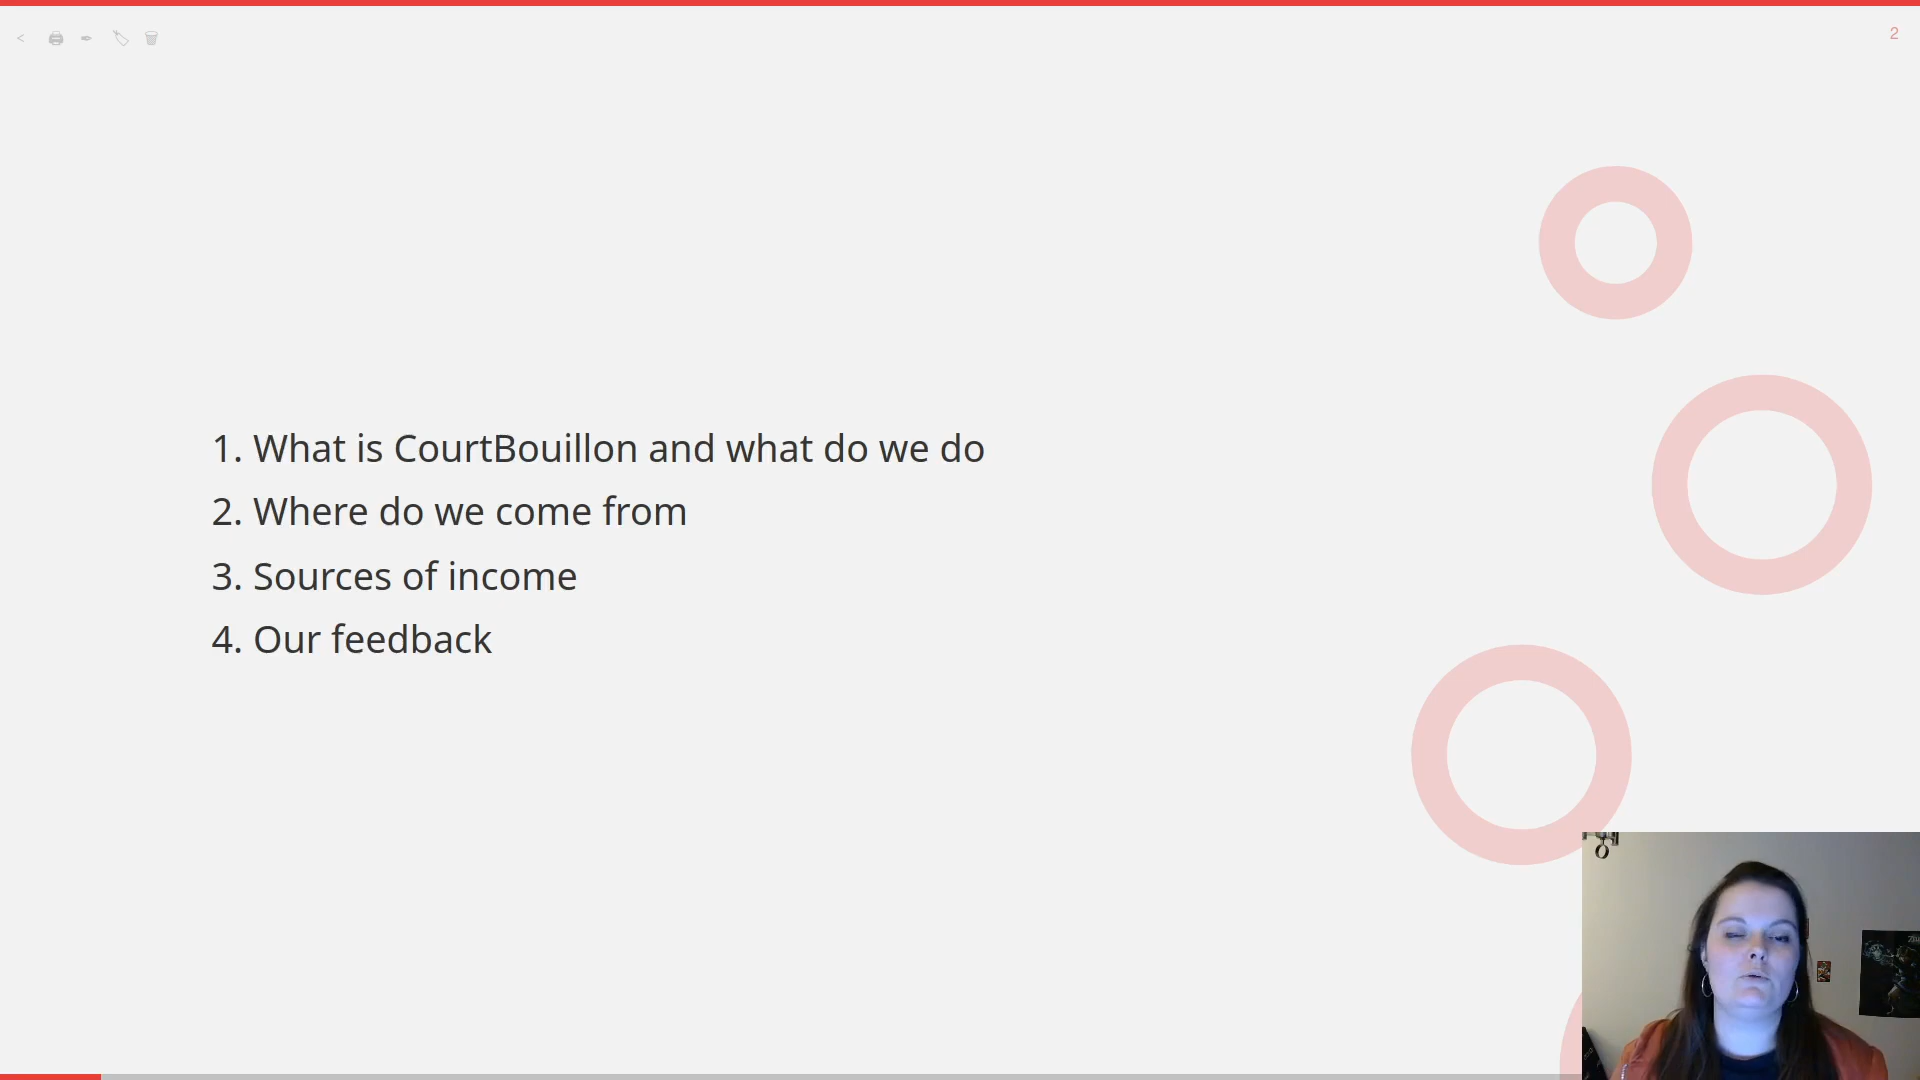 2
1. What is CourtBouillon and what do we do
2. Where do we come from
3. Sources of income
4. Our feedback